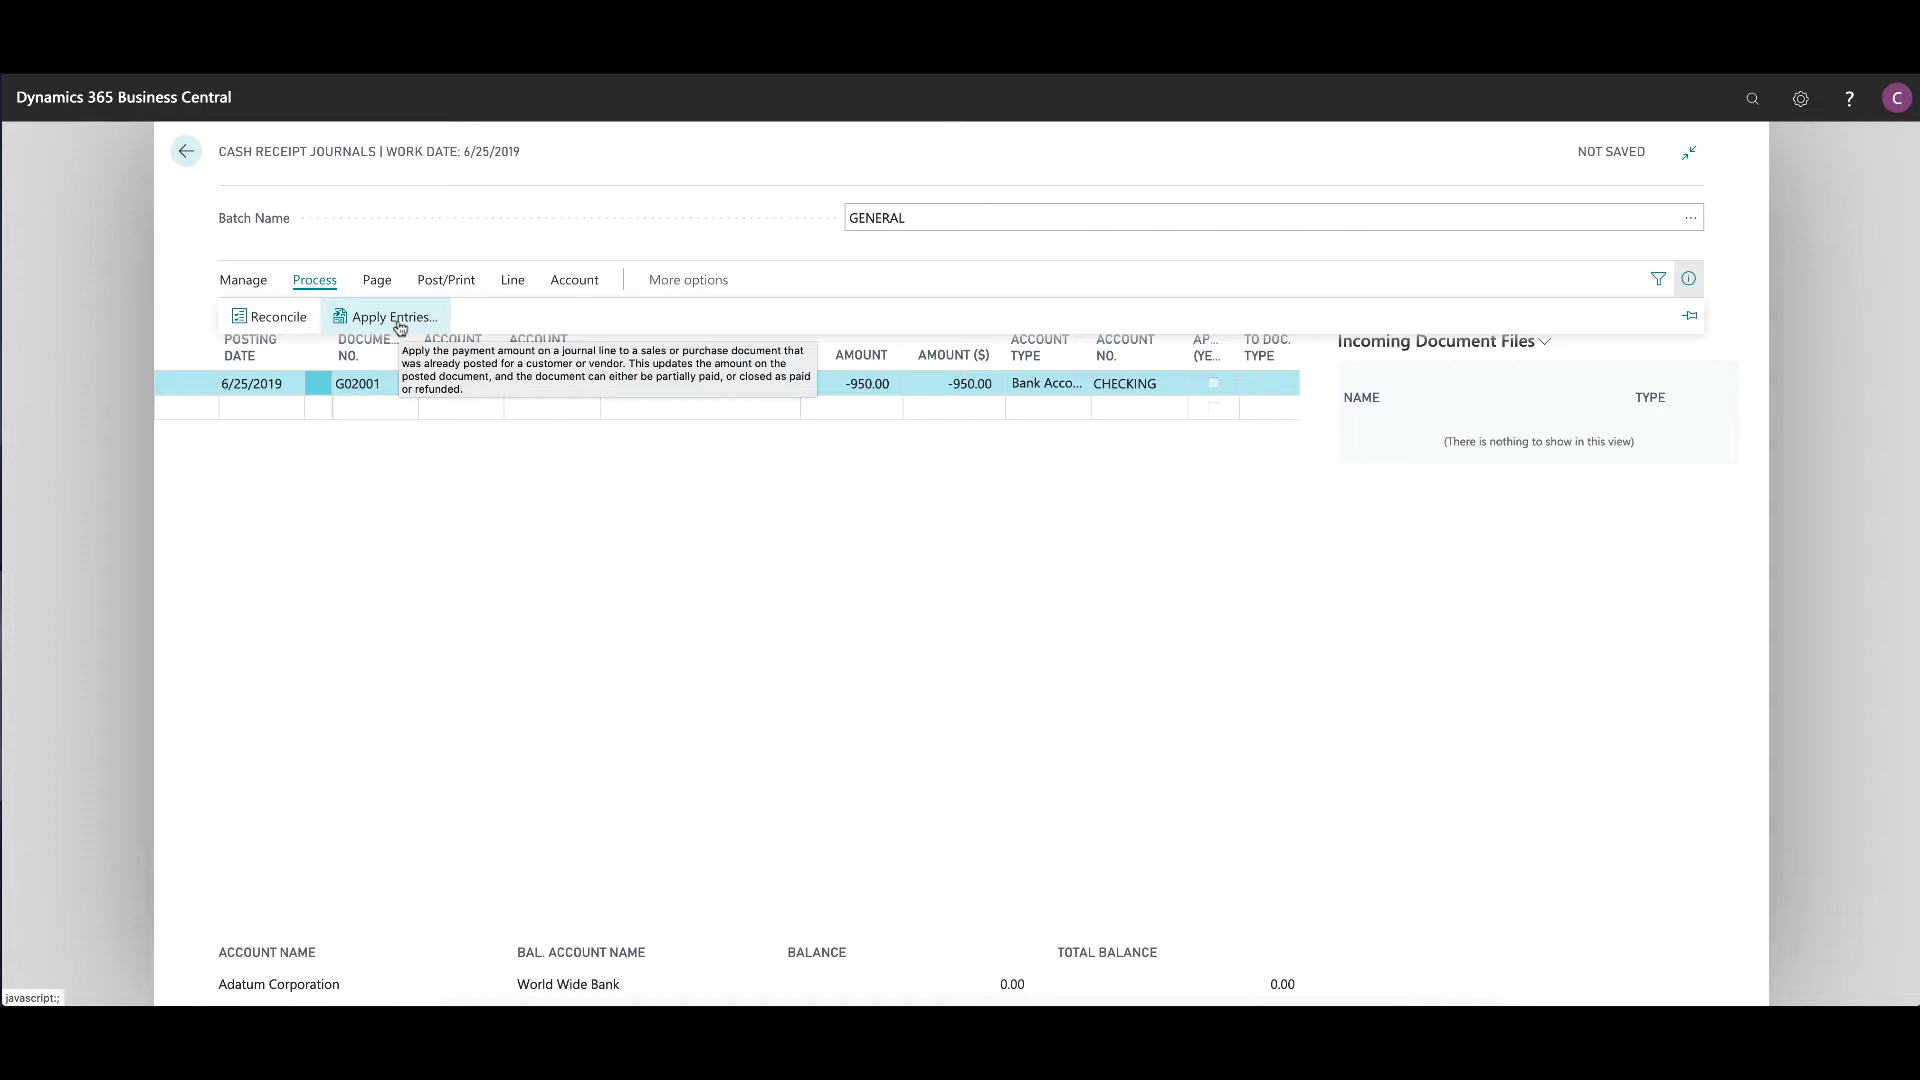 Dynamics 365 Business Central
?
C
CASH RECEIPT JOURNALS | WORK DATE: 6/25/2019
NOT SAVED
Batch Name
GENERAL
...
Manage Process Page Post/Print Line Account More options
Reconcile Apply Entries...
POSTING DATE
DOCUME... NO.
ACCOUNT
ACCOUNT
AMOUNT
AMOUNT ($)
ACCOUNT TYPE
ACCOUNT NO.
AP... (YE...
TO DOC. TYPE
6/25/2019 G02001 -950.00 -950.00 Bank Acco... CHECKING
Apply the payment amount on a journal line to a sales or purchase document that
was already posted for a customer or vendor. This updates the amount on the
posted document, and the document can either be partially paid, or closed as paid
or refunded.
Incoming Document Files
NAME TYPE
(There is nothing to show in this view)
ACCOUNT NAME BAL. ACCOUNT NAME BALANCE TOTAL BALANCE
Adatum Corporation World Wide Bank 0.00 0.00
javascript:;